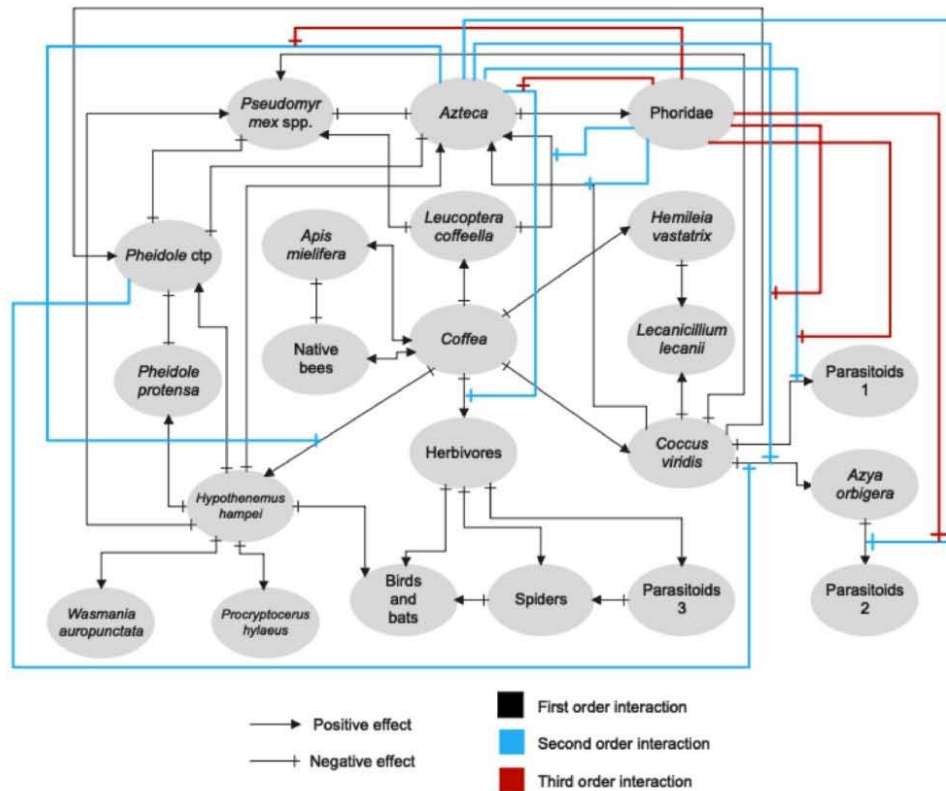 Pseudomyr
mex spp.
Azteca
Phoridae
Leucoptera
coffeella
Hemileia
vastatrix
Apis
mielifera
Pheidole ctp
Coffea
Lecanicillium
lecanii
Native
bees
Pheidole
protensa
Parasitoids
1
Herbivores
Coccus
viridis
Azya
orbigera
Hypothenemus
hampei
Birds
and
bats
Spiders
Parasitoids
3
Parasitoids
2
Wasmania
auropunctata
Procryptocerus
hylaeus
Positive effect
Negative effect
First order interaction
Second order interaction
Third order interaction